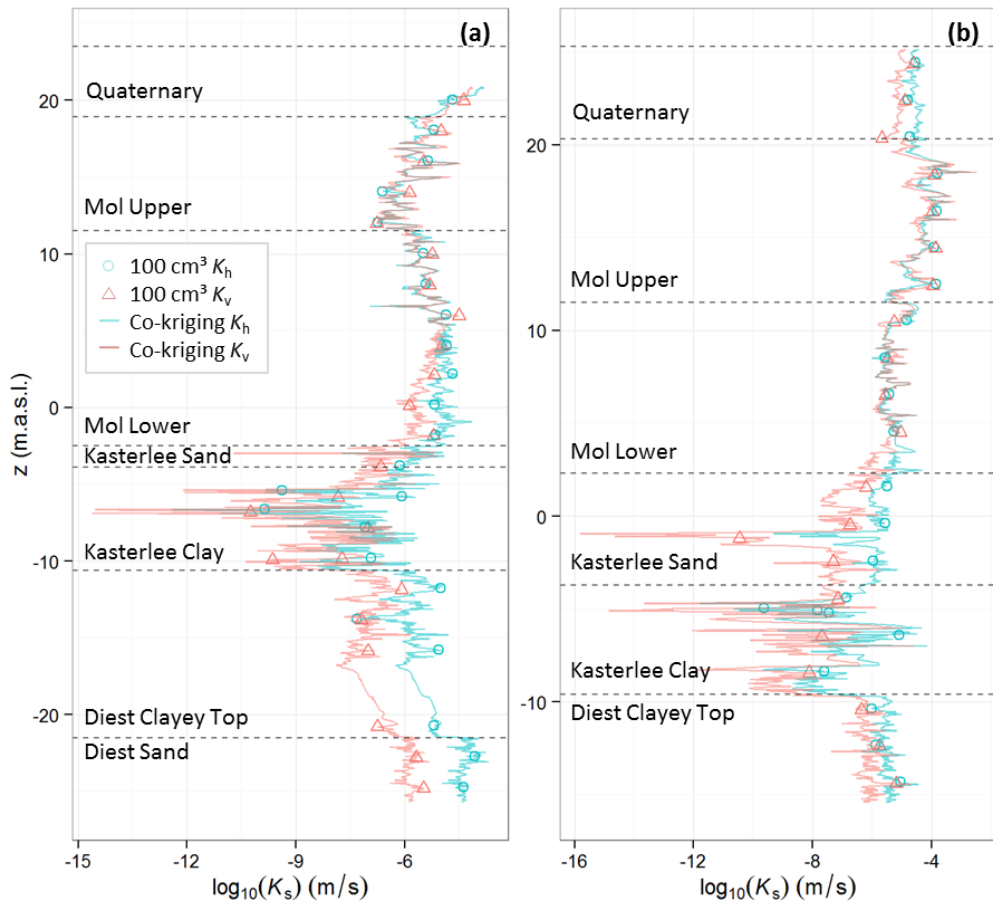 (a)
Quaternary
Mol Upper
100 cm³ Kh
100 cm³ Kv
Co-kriging Kh
Co-kriging Kv
Mol Lower
Kasterlee Sand
Kasterlee Clay
Diest Clayey Top
Diest Sand
20
10
0
-10
-20
z (m.a.s.l.)
-15
-12
-9
-6
log10(Ks) (m/s)
(b)
Quaternary
Mol Upper
Mol Lower
Kasterlee Sand
Kasterlee Clay
Diest Clayey Top
20
10
0
-10
-16
-12
-8
-4
log10(Ks) (m/s)